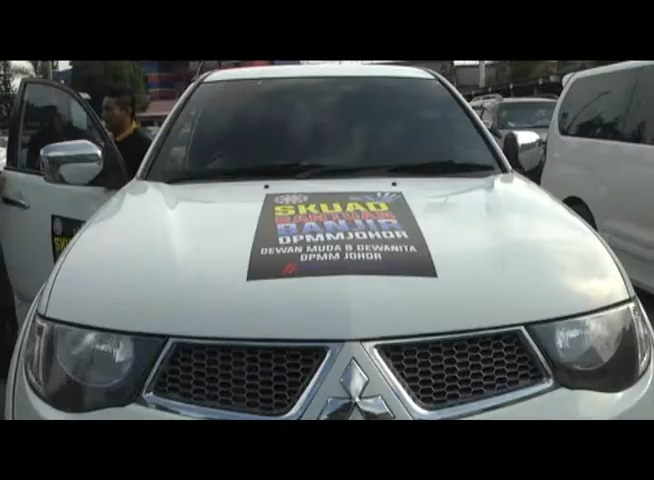 SKUAD
BANTUAN
BANJIR
DPMMJOHOR
DEWAN MUDA & DEWANITA
DPMM JOHOR